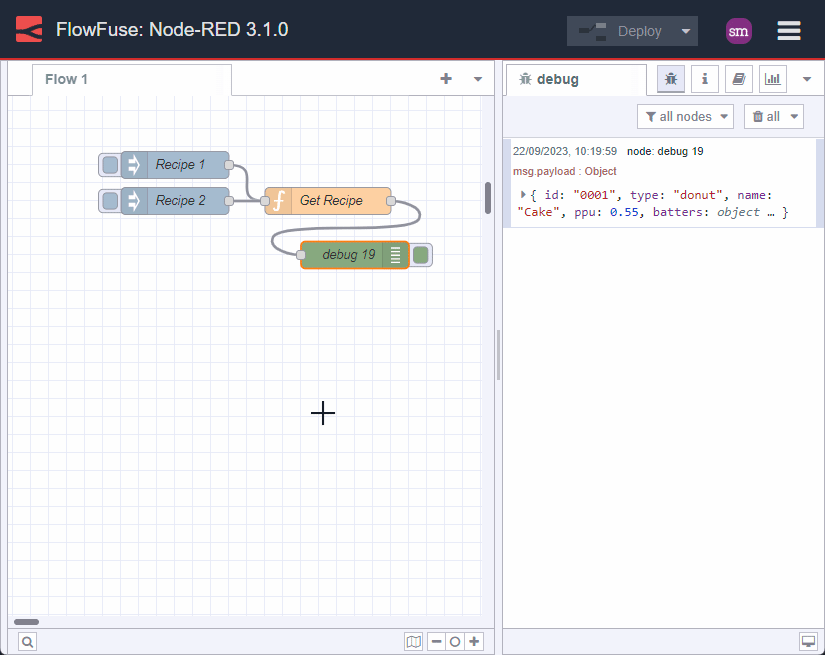 FlowFuse: Node-RED 3.1.0
Deploy
sm
Flow 1
debug
i
all nodes
all
Recipe 1
Recipe 2
Get Recipe
debug 19
22/09/2023, 10:19:59 node: debug 19
msg.payload : Object
{ id: "0001", type: "donut", name:
"Cake", ppu: 0.55, batters: object … }